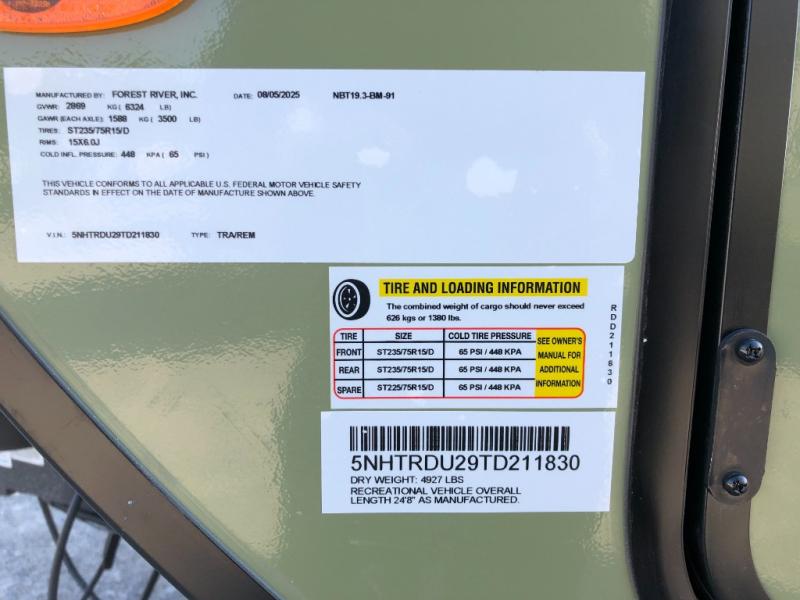 MANUFACTURED BY: FOREST RIVER, INC. DATE: 08/05/2025 NBT19.3-BM-91
GVWR: 2869 KG ( 6324 LB)
GAWR (EACH AXLE): 1588 KG ( 3500 LB)
TIRES: ST235/75R15/D
RIMS: 15X6.0J
COLD INFL. PRESSURE: 448 KPA ( 65 PSI )
THIS VEHICLE CONFORMS TO ALL APPLICABLE U.S. FEDERAL MOTOR VEHICLE SAFETY
STANDARDS IN EFFECT ON THE DATE OF MANUFACTURE SHOWN ABOVE.
V.I.N.: 5NHTRDU29TD211830 TYPE: TRA/REM
TIRE AND LOADING INFORMATION
The combined weight of cargo should never exceed
626 kgs or 1380 lbs.
TIRE SIZE COLD TIRE PRESSURE
FRONT ST235/75R15/D 65 PSI / 448 KPA
REAR ST235/75R15/D 65 PSI / 448 KPA
SPARE ST225/75R15/D 65 PSI / 448 KPA
SEE OWNER'S
MANUAL FOR
ADDITIONAL
INFORMATION
RDD211830
5NHTRDU29TD211830
DRY WEIGHT: 4927 LBS
RECREATIONAL VEHICLE OVERALL
LENGTH 24'8" AS MANUFACTURED.